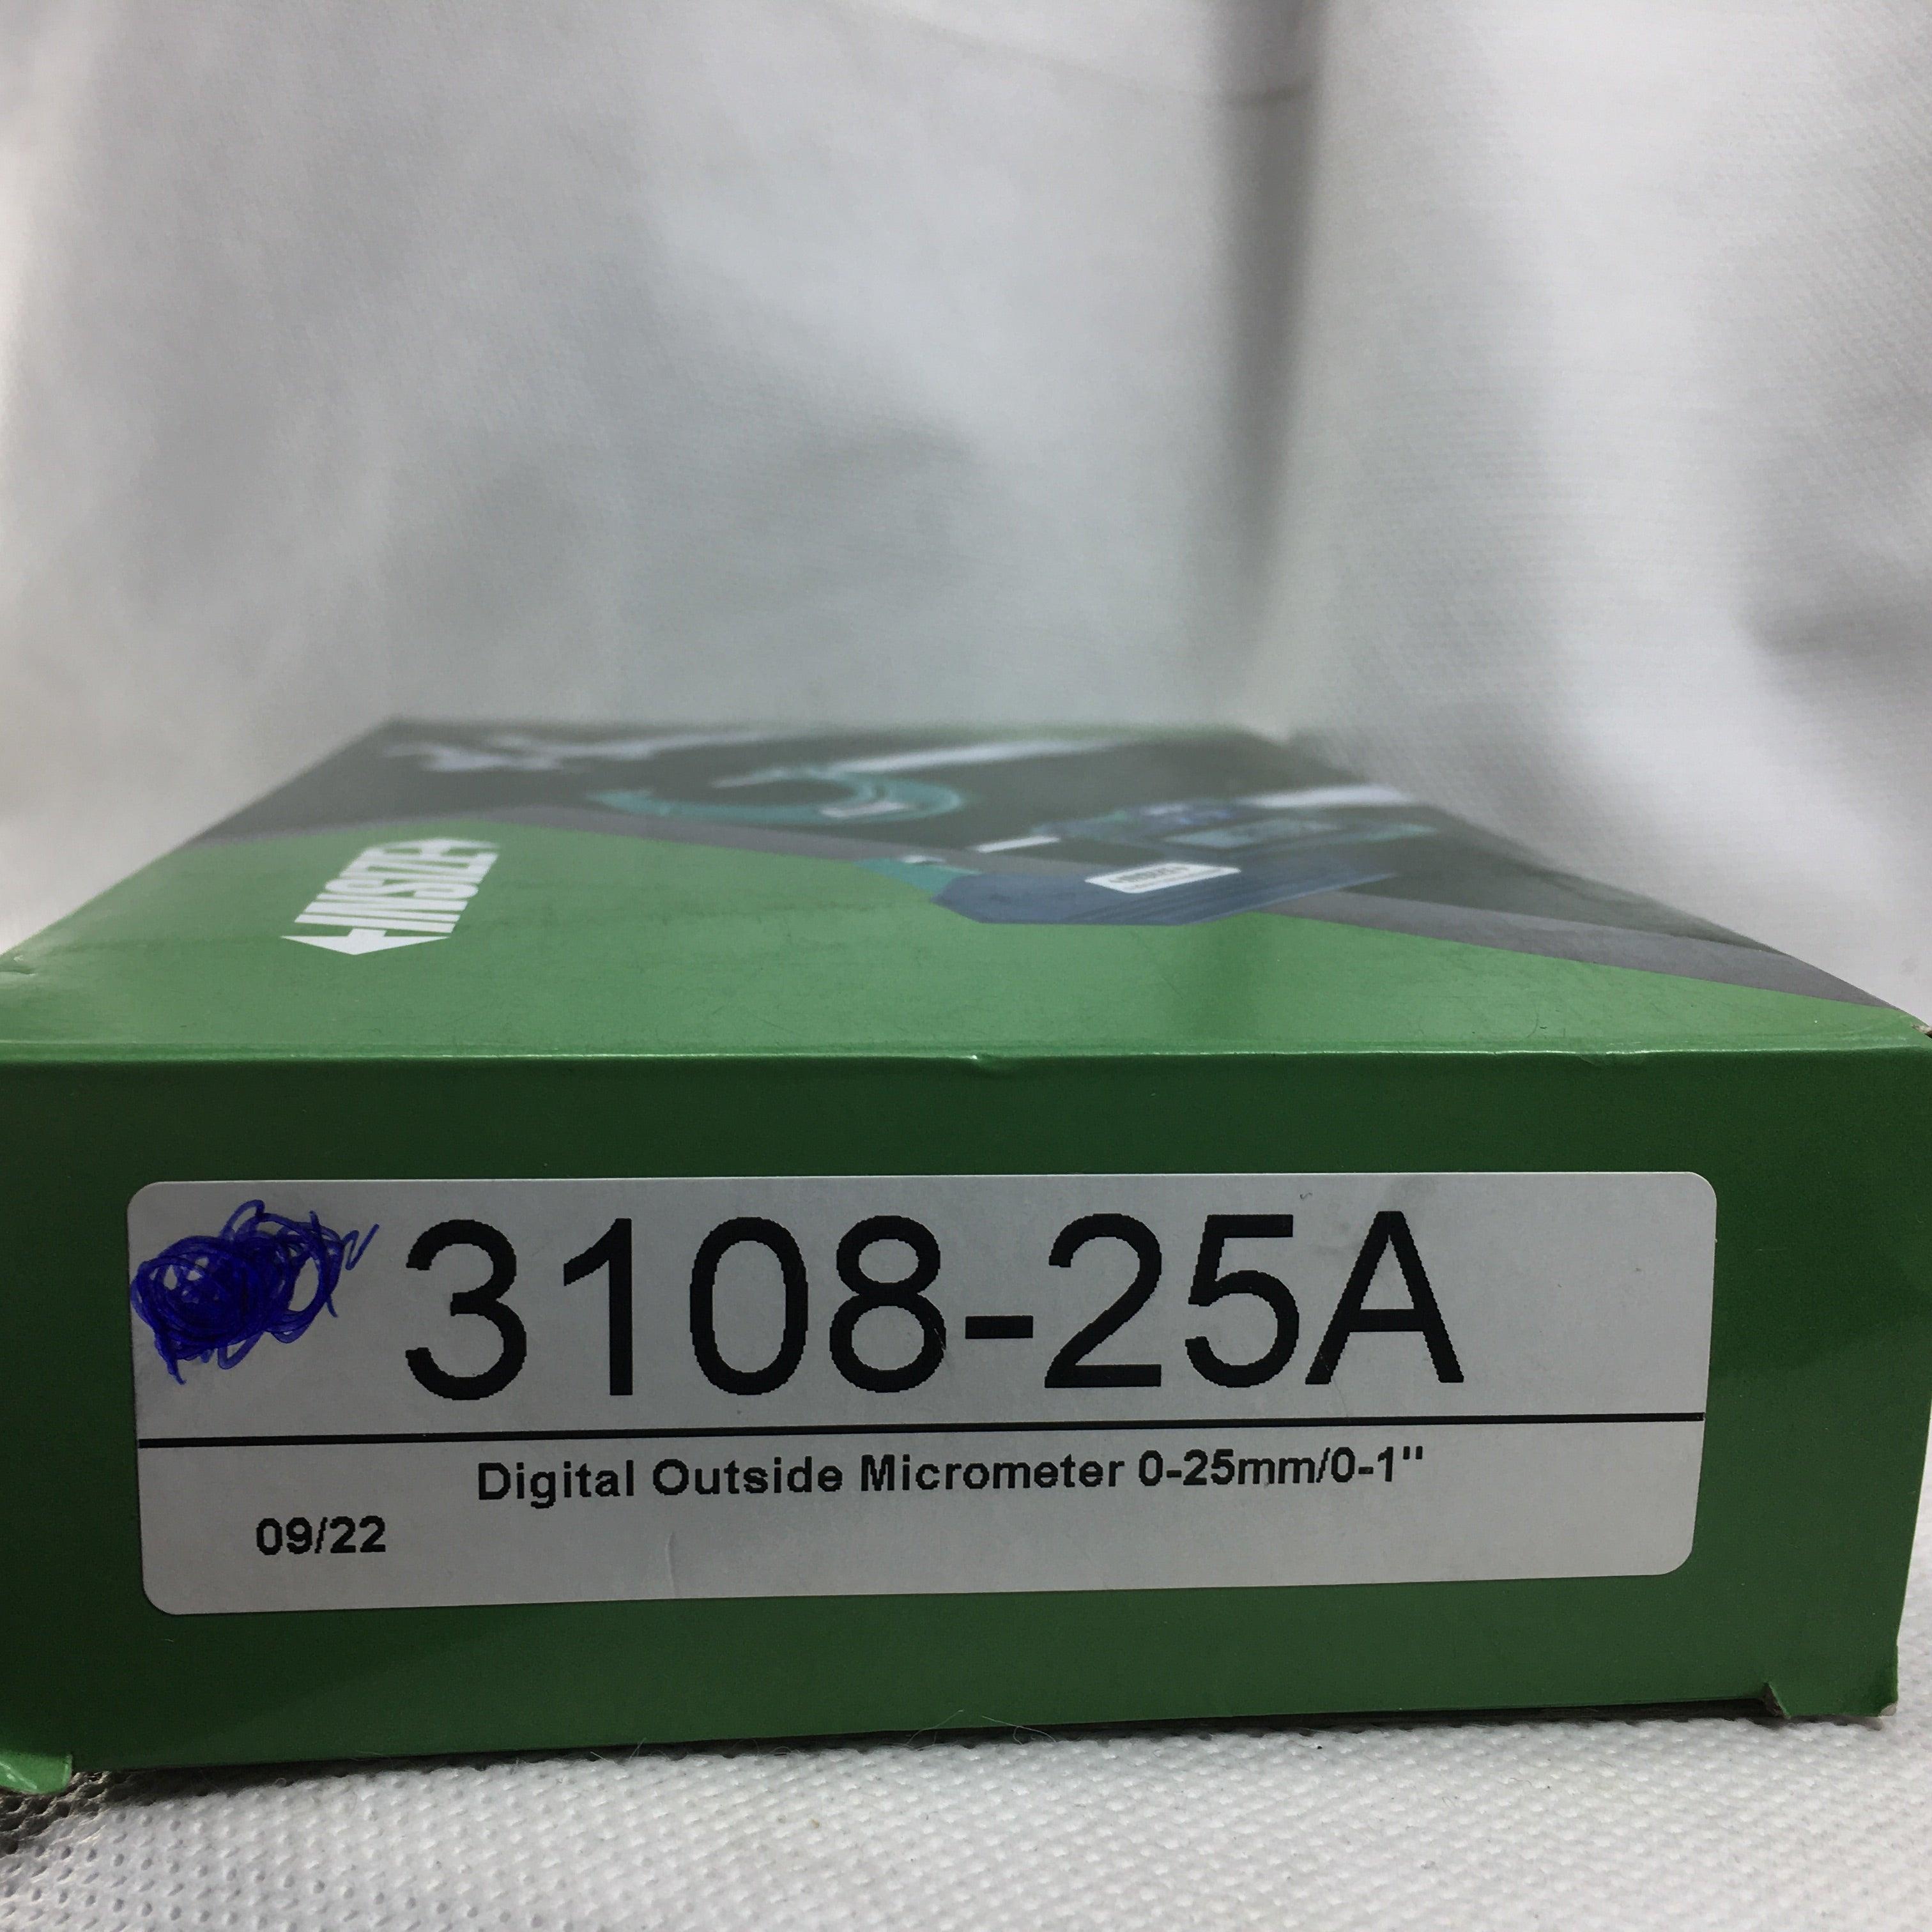 INSIZE
3108-25A
Digital Outside Micrometer 0-25mm/0-1"
09/22